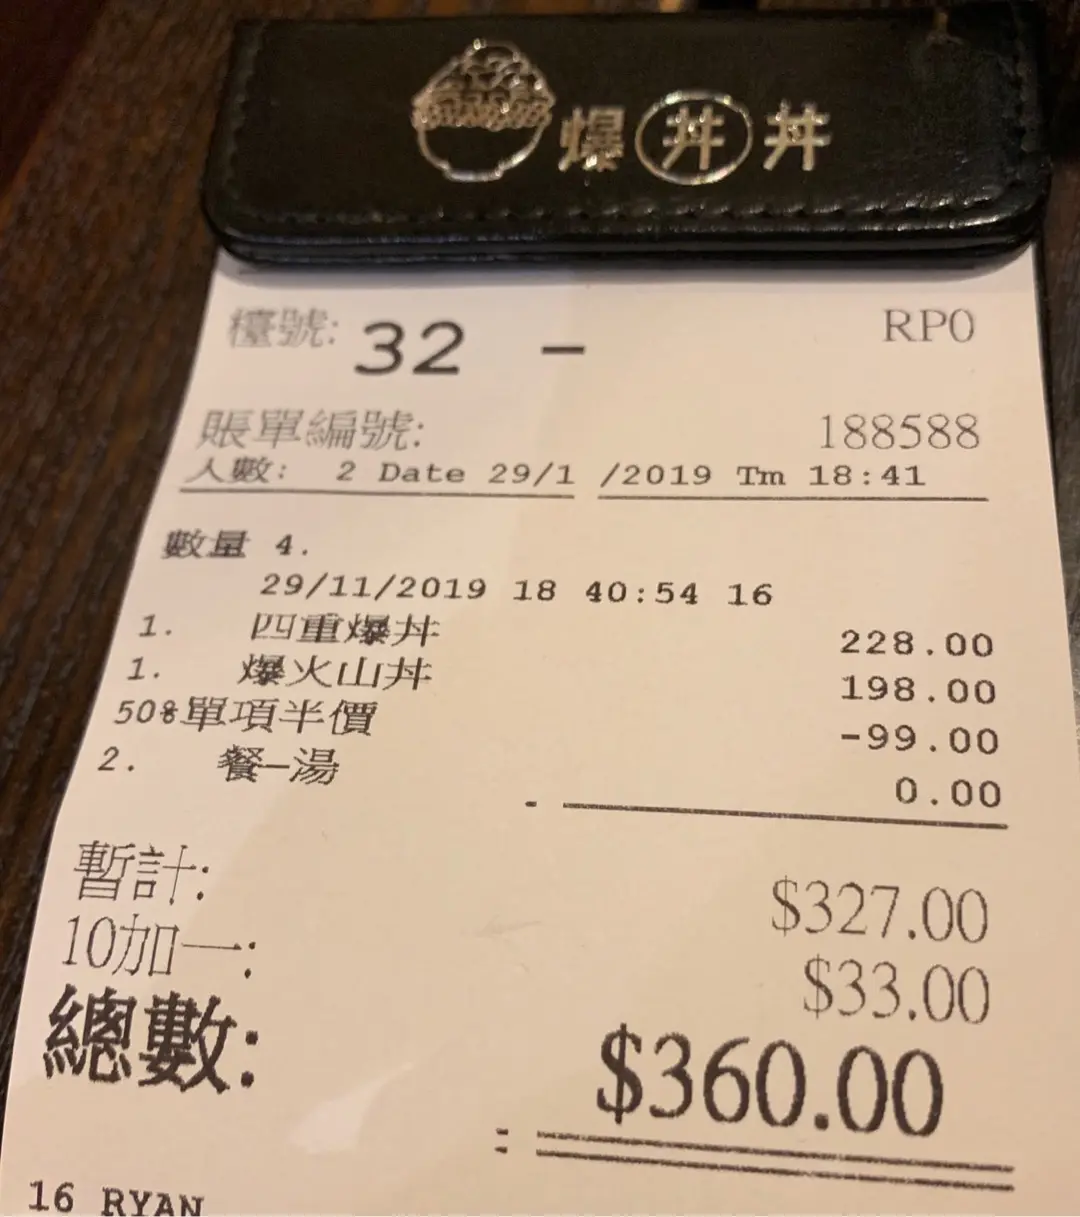 爆丼丼
檯號: 32 - RP0
賬單編號: 188588
人數: 2 Date 29/1 /2019 Tm 18:41
數量 4.
29/11/2019 18 40:54 16
1. 四重爆丼 228.00
1. 爆火山丼 198.00
50%單項半價 -99.00
2. 餐-湯 0.00
暫計: $327.00
10加一: $33.00
總數: $360.00
16 RYAN